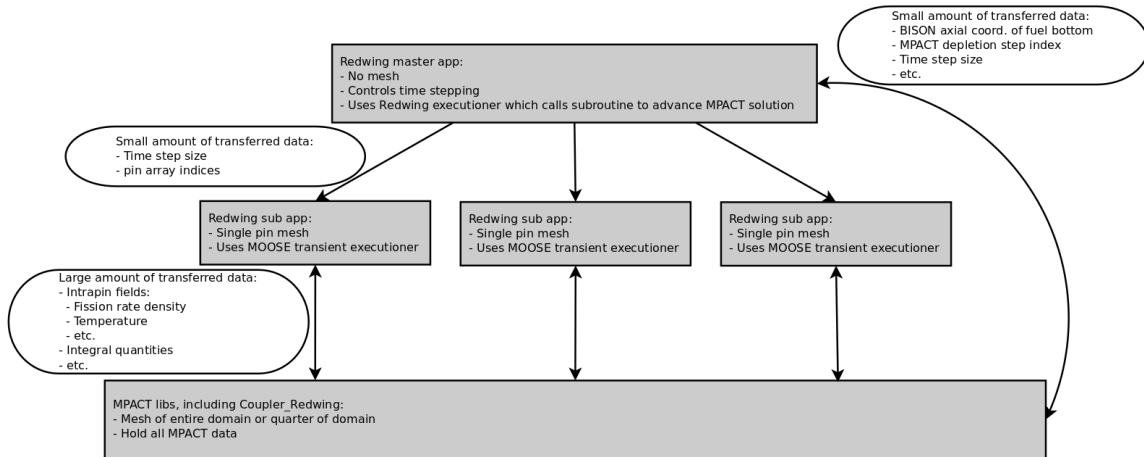 Small amount of transferred data:
- BISON axial coord. of fuel bottom
- MPACT depletion step index
- Time step size
- etc.
Redwing master app:
- No mesh
- Controls time stepping
- Uses Redwing executioner which calls subroutine to advance MPACT solution
Small amount of transferred data:
- Time step size
- pin array indices
Redwing sub app:
- Single pin mesh
- Uses MOOSE transient executioner
Redwing sub app:
- Single pin mesh
- Uses MOOSE transient executioner
Redwing sub app:
- Single pin mesh
- Uses MOOSE transient executioner
Large amount of transferred data:
- Intrapin fields:
- Fission rate density
- Temperature
- etc.
- Integral quantities
- etc.
MPACT libs, including Coupler_Redwing:
- Mesh of entire domain or quarter of domain
- Hold all MPACT data